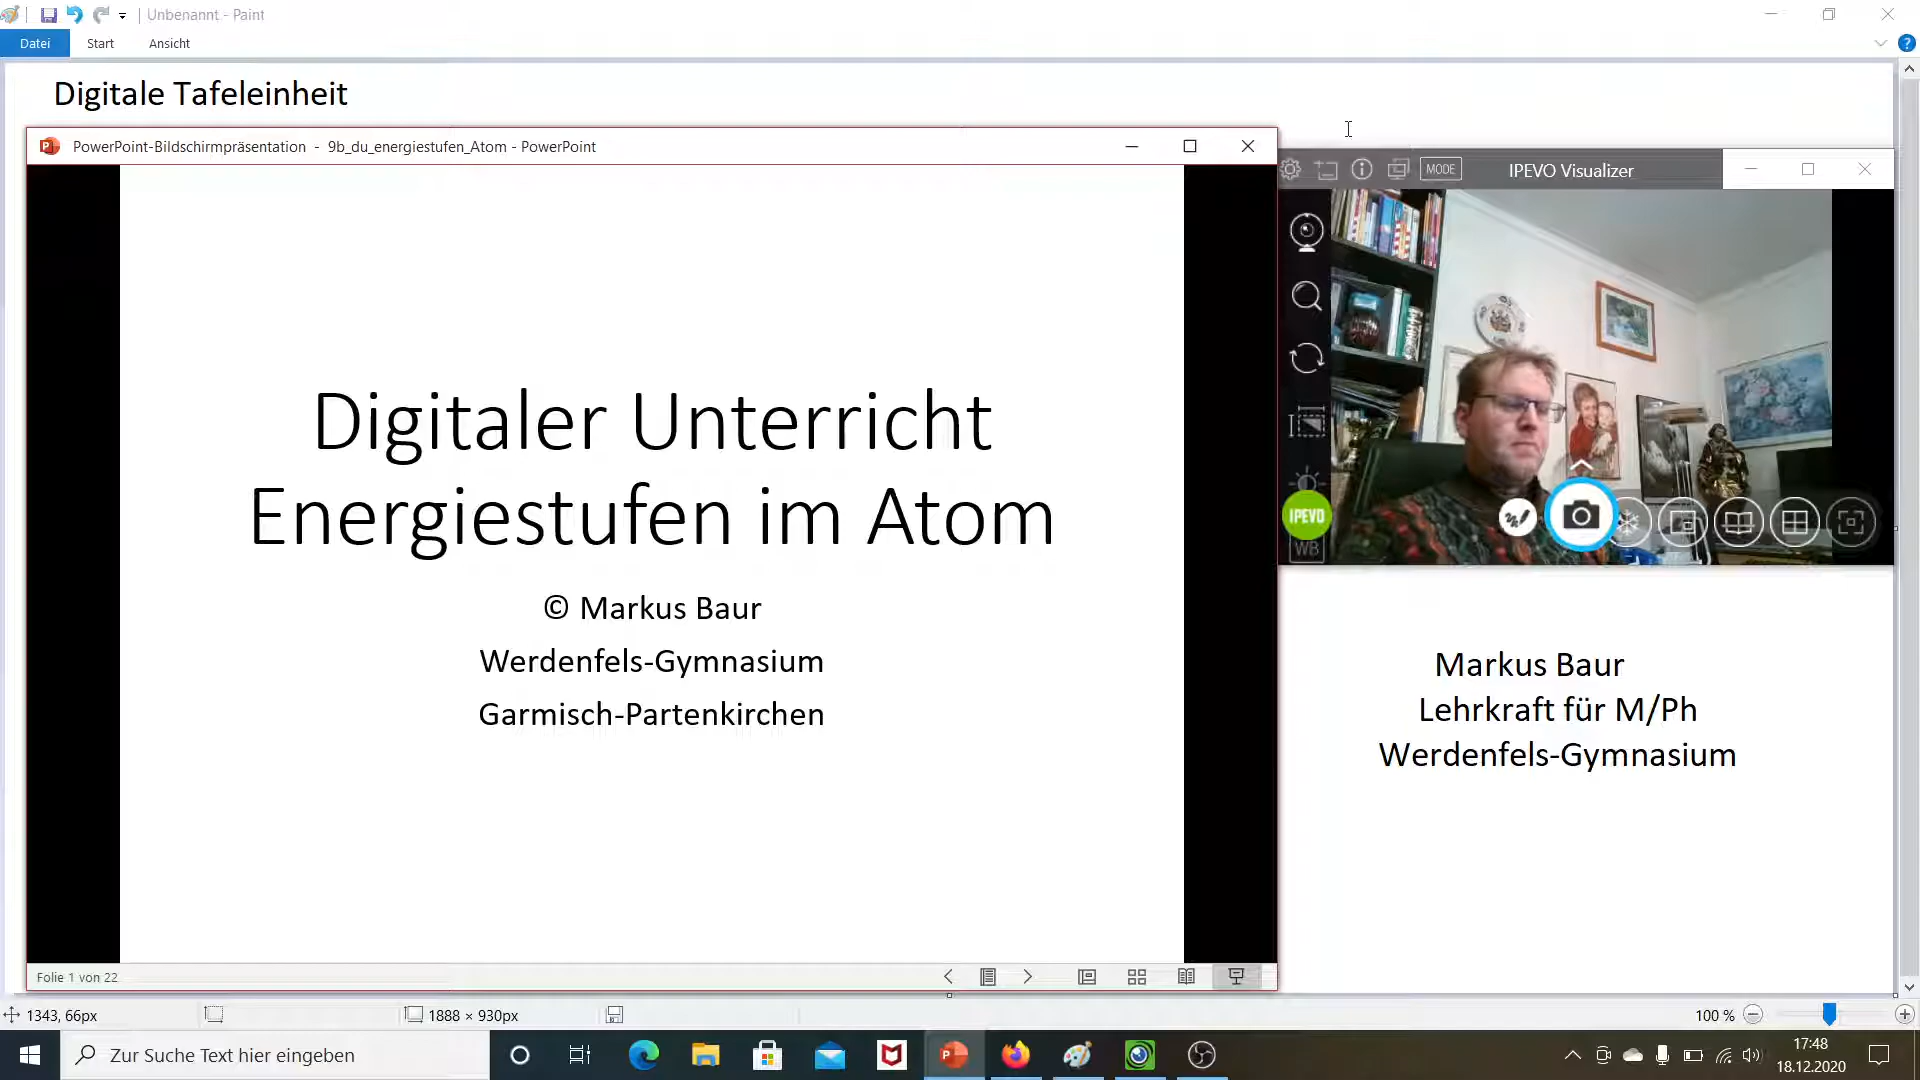 Unbenannt - Paint
Datei Start Ansicht
Digitale Tafeleinheit
PowerPoint-Bildschirmpräsentation - 9b_du_energiestufen_Atom - PowerPoint
MODE IPEVO Visualizer
Digitaler Unterricht
Energiestufen im Atom
© Markus Baur
Werdenfels-Gymnasium
Garmisch-Partenkirchen
IPEVO
WB
Markus Baur
Lehrkraft für M/Ph
Werdenfels-Gymnasium
Folie 1 von 22
1343, 66px 1888 × 930px 100 %
Zur Suche Text hier eingeben
17:48
18.12.2020